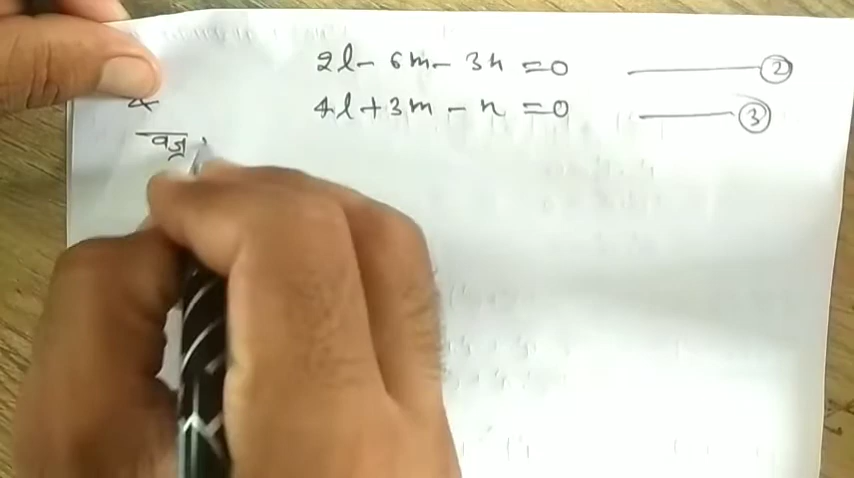 2l - 6m - 3n = 0 ②
4l + 3m - n = 0 ③
वज्र